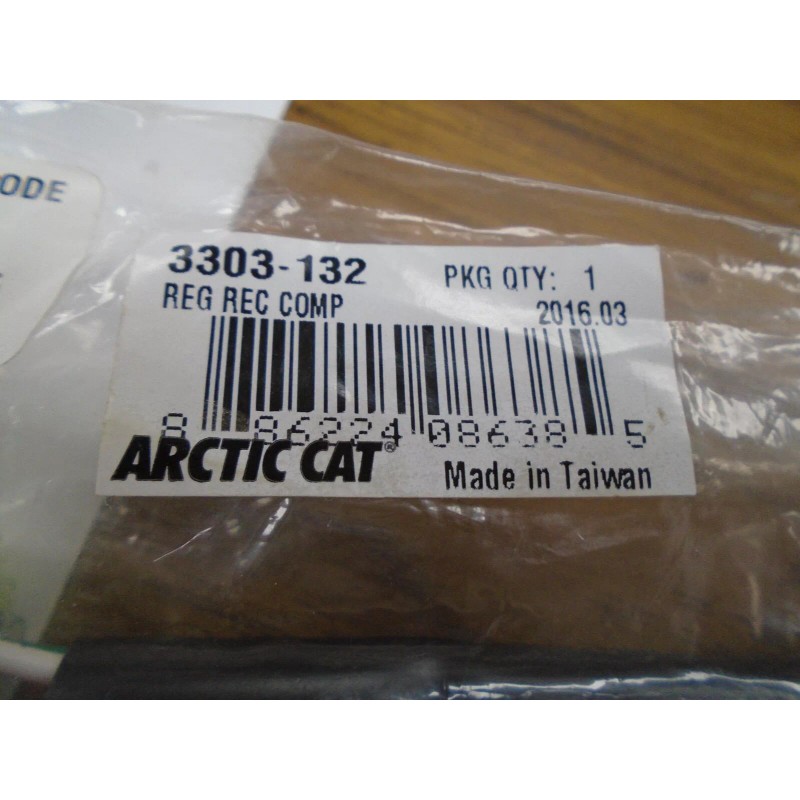 ODE
3303-132 PKG QTY: 1
REG REC COMP 2016.03
8 86224 08638 5
ARCTIC CAT® Made in Taiwan